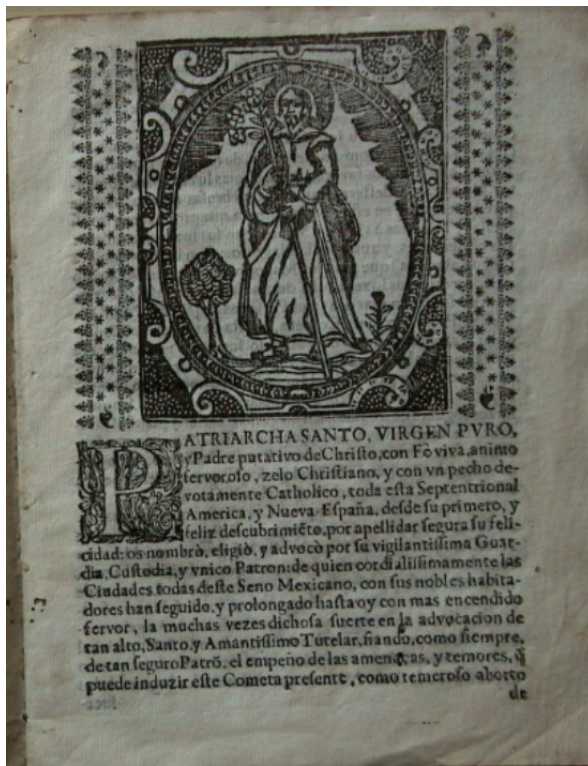 PATRIARCHA SANTO, VIRGEN PVRO,
y Padre putativo de Christo, con Fè viva, animo
fervoroso, zelo Christiano, y con vn pecho de-
votamente Catholico, toda esta Septentrional
America, y Nueva-España, desde su primero, y
feliz descubrimiẽto, por apellidar segura su feli-
cidad: os nombrò, eligiò, y advocò por su vigilantissima Guar-
dia, Custodia, y vnico Patron: de quien cordialissimamente las
Ciudades todas deste Seno Mexicano, con sus nobles habita-
dores han seguido, y prolongado hasta oy con mas encendido
fervor, la muchas vezes dichosa suerte en la advocacion de
tan alto, Santo, y Amantissimo Tutelar, fiando, como siempre,
de tan seguro Patrõ, el empeño de las amenaças, y temores, q̃
puede induzir este Cometa presente, como temeroso aborto
de